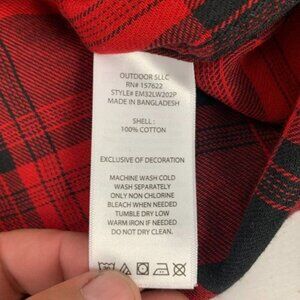 OUTDOOR 5LLC
RN# 157622
STYLE# EM32LW202P
MADE IN BANGLADESH
SHELL :
100% COTTON
EXCLUSIVE OF DECORATION
MACHINE WASH COLD
WASH SEPARATELY
ONLY NON CHLORINE
BLEACH WHEN NEEDED
TUMBLE DRY LOW
WARM IRON IF NEEDED
DO NOT DRY CLEAN